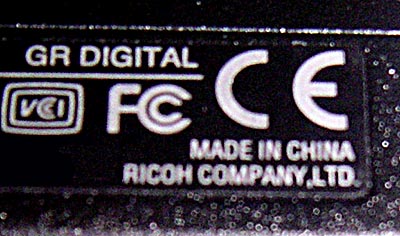 GR DIGITAL
VCI FC CE
MADE IN CHINA
RICOH COMPANY,LTD.